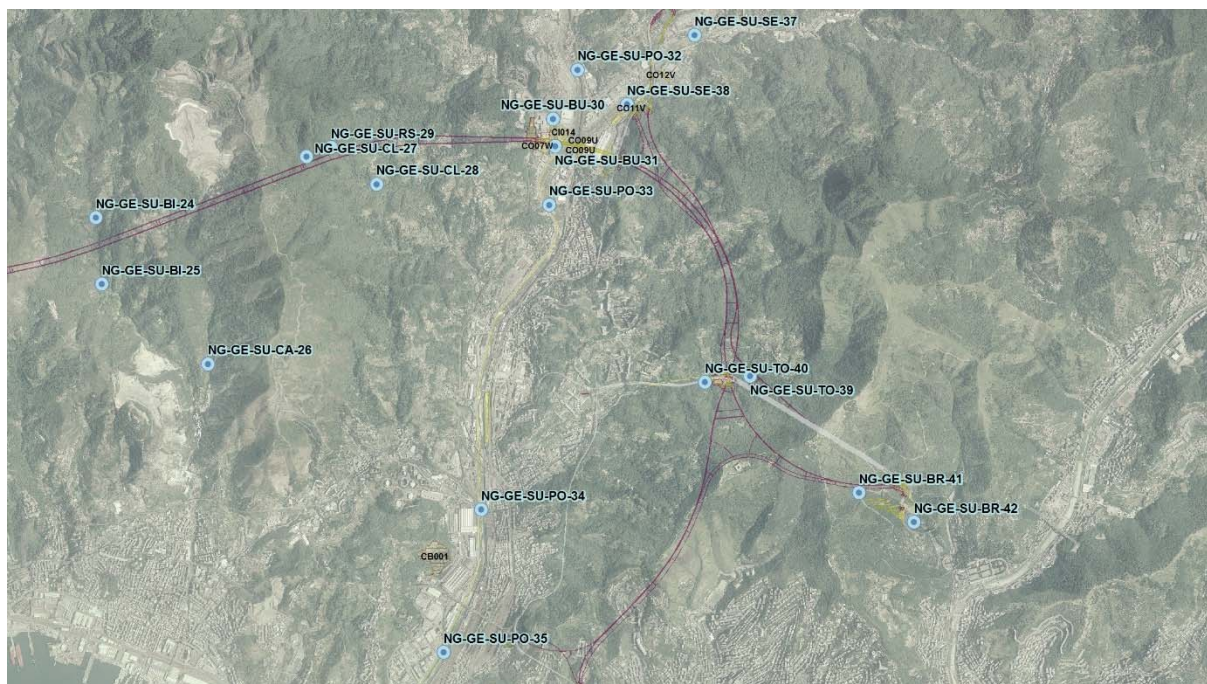 NG-GE-SU-SE-37
NG-GE-SU-PO-32
CO12V
NG-GE-SU-SE-38
CO11V
NG-GE-SU-BU-30
CI014
NG-GE-SU-RS-29
CO09U
CO07W
NG-GE-SU-CL-27
CO09U
NG-GE-SU-BU-31
NG-GE-SU-CL-28
NG-GE-SU-PO-33
NG-GE-SU-BI-24
NG-GE-SU-BI-25
NG-GE-SU-CA-26
NG-GE-SU-TO-40
NG-GE-SU-TO-39
NG-GE-SU-BR-41
NG-GE-SU-PO-34
NG-GE-SU-BR-42
CB001
NG-GE-SU-PO-35